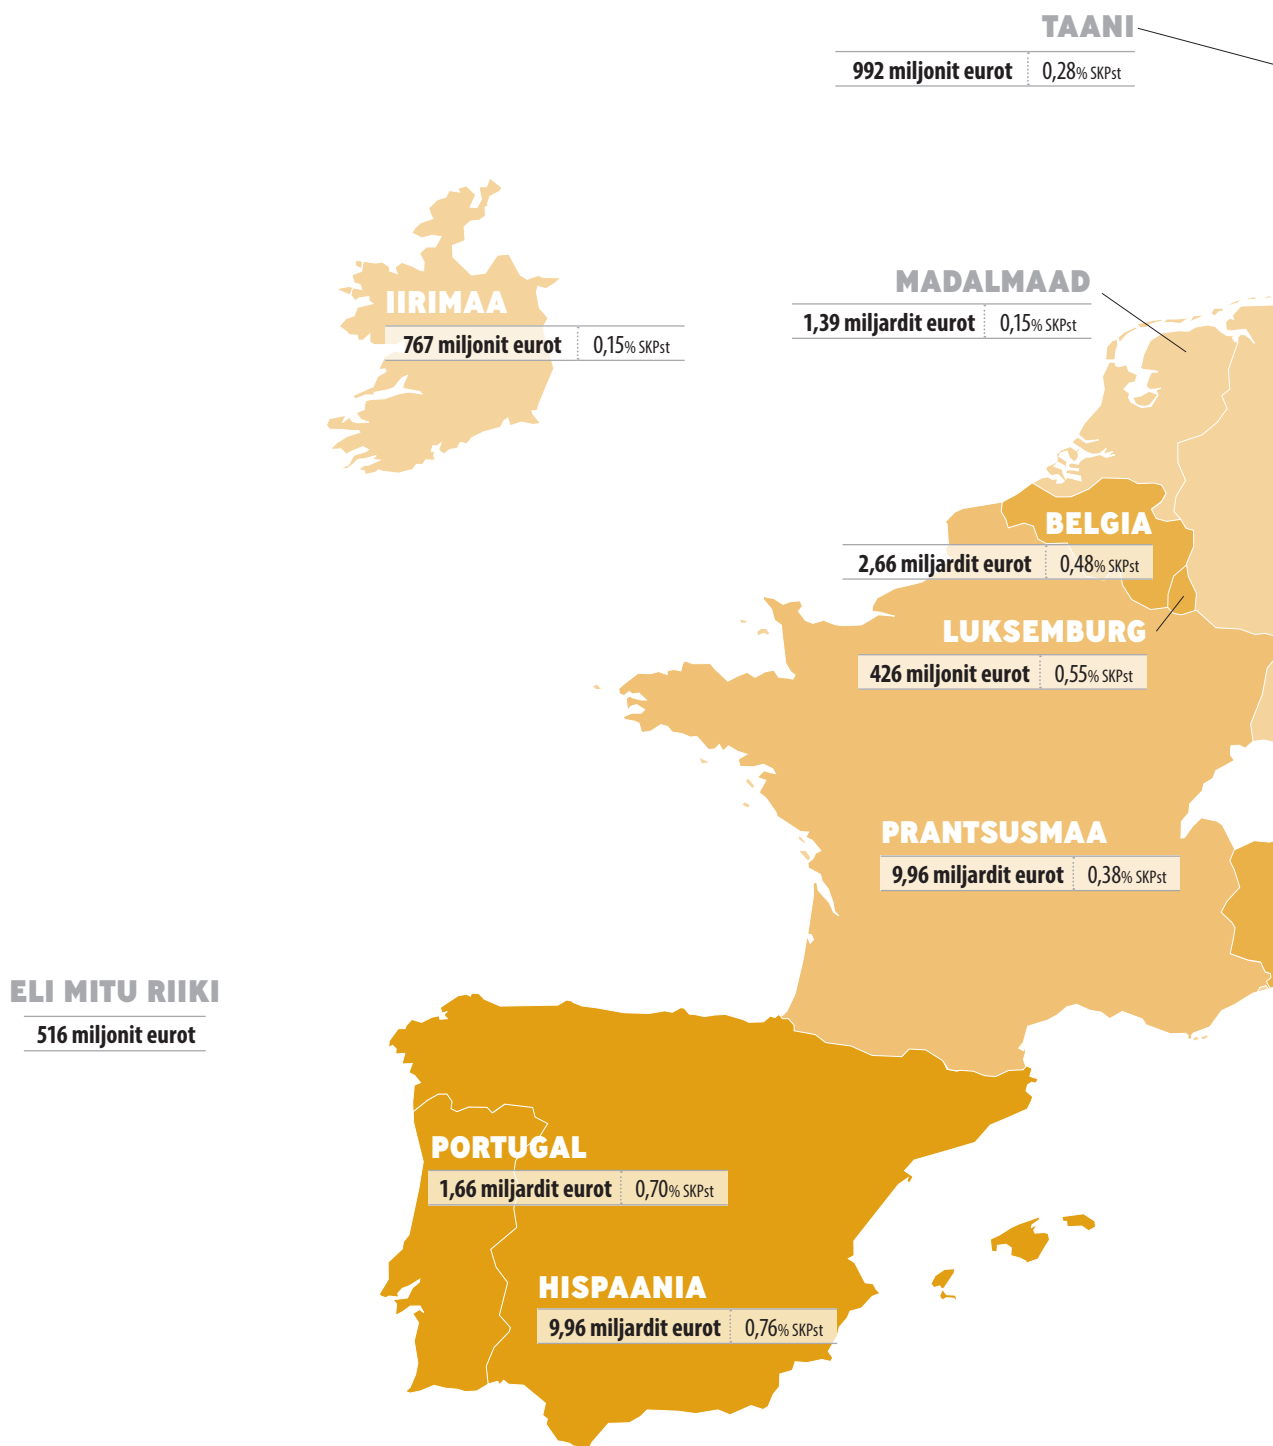 TAANI
992 miljonit eurot 0,28% SKPst
IIRIMAA
767 miljonit eurot 0,15% SKPst
MADALMAAD
1,39 miljardit eurot 0,15% SKPst
BELGIA
2,66 miljardit eurot 0,48% SKPst
LUKSEMBURG
426 miljonit eurot 0,55% SKPst
PRANTSUSMAA
9,96 miljardit eurot 0,38% SKPst
ELI MITU RIIKI
516 miljonit eurot
PORTUGAL
1,66 miljardit eurot 0,70% SKPst
HISPAANIA
9,96 miljardit eurot 0,76% SKPst